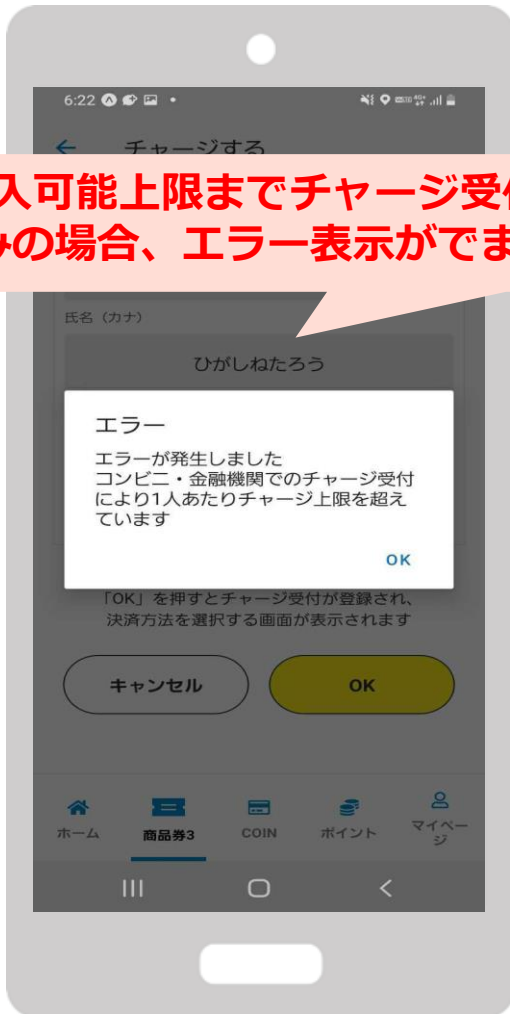 6:22
チャージする
入可能上限までチャージ受
みの場合、エラー表示がでま
氏名（カナ）
ひがしねたろう
エラー
エラーが発生しました
コンビニ・金融機関でのチャージ受付
により1人あたりチャージ上限を超え
ています
OK
「OK」を押すとチャージ受付が登録され、
決済方法を選択する画面が表示されます
キャンセル
OK
ホーム
商品券3
COIN
ポイント
マイペー
ジ